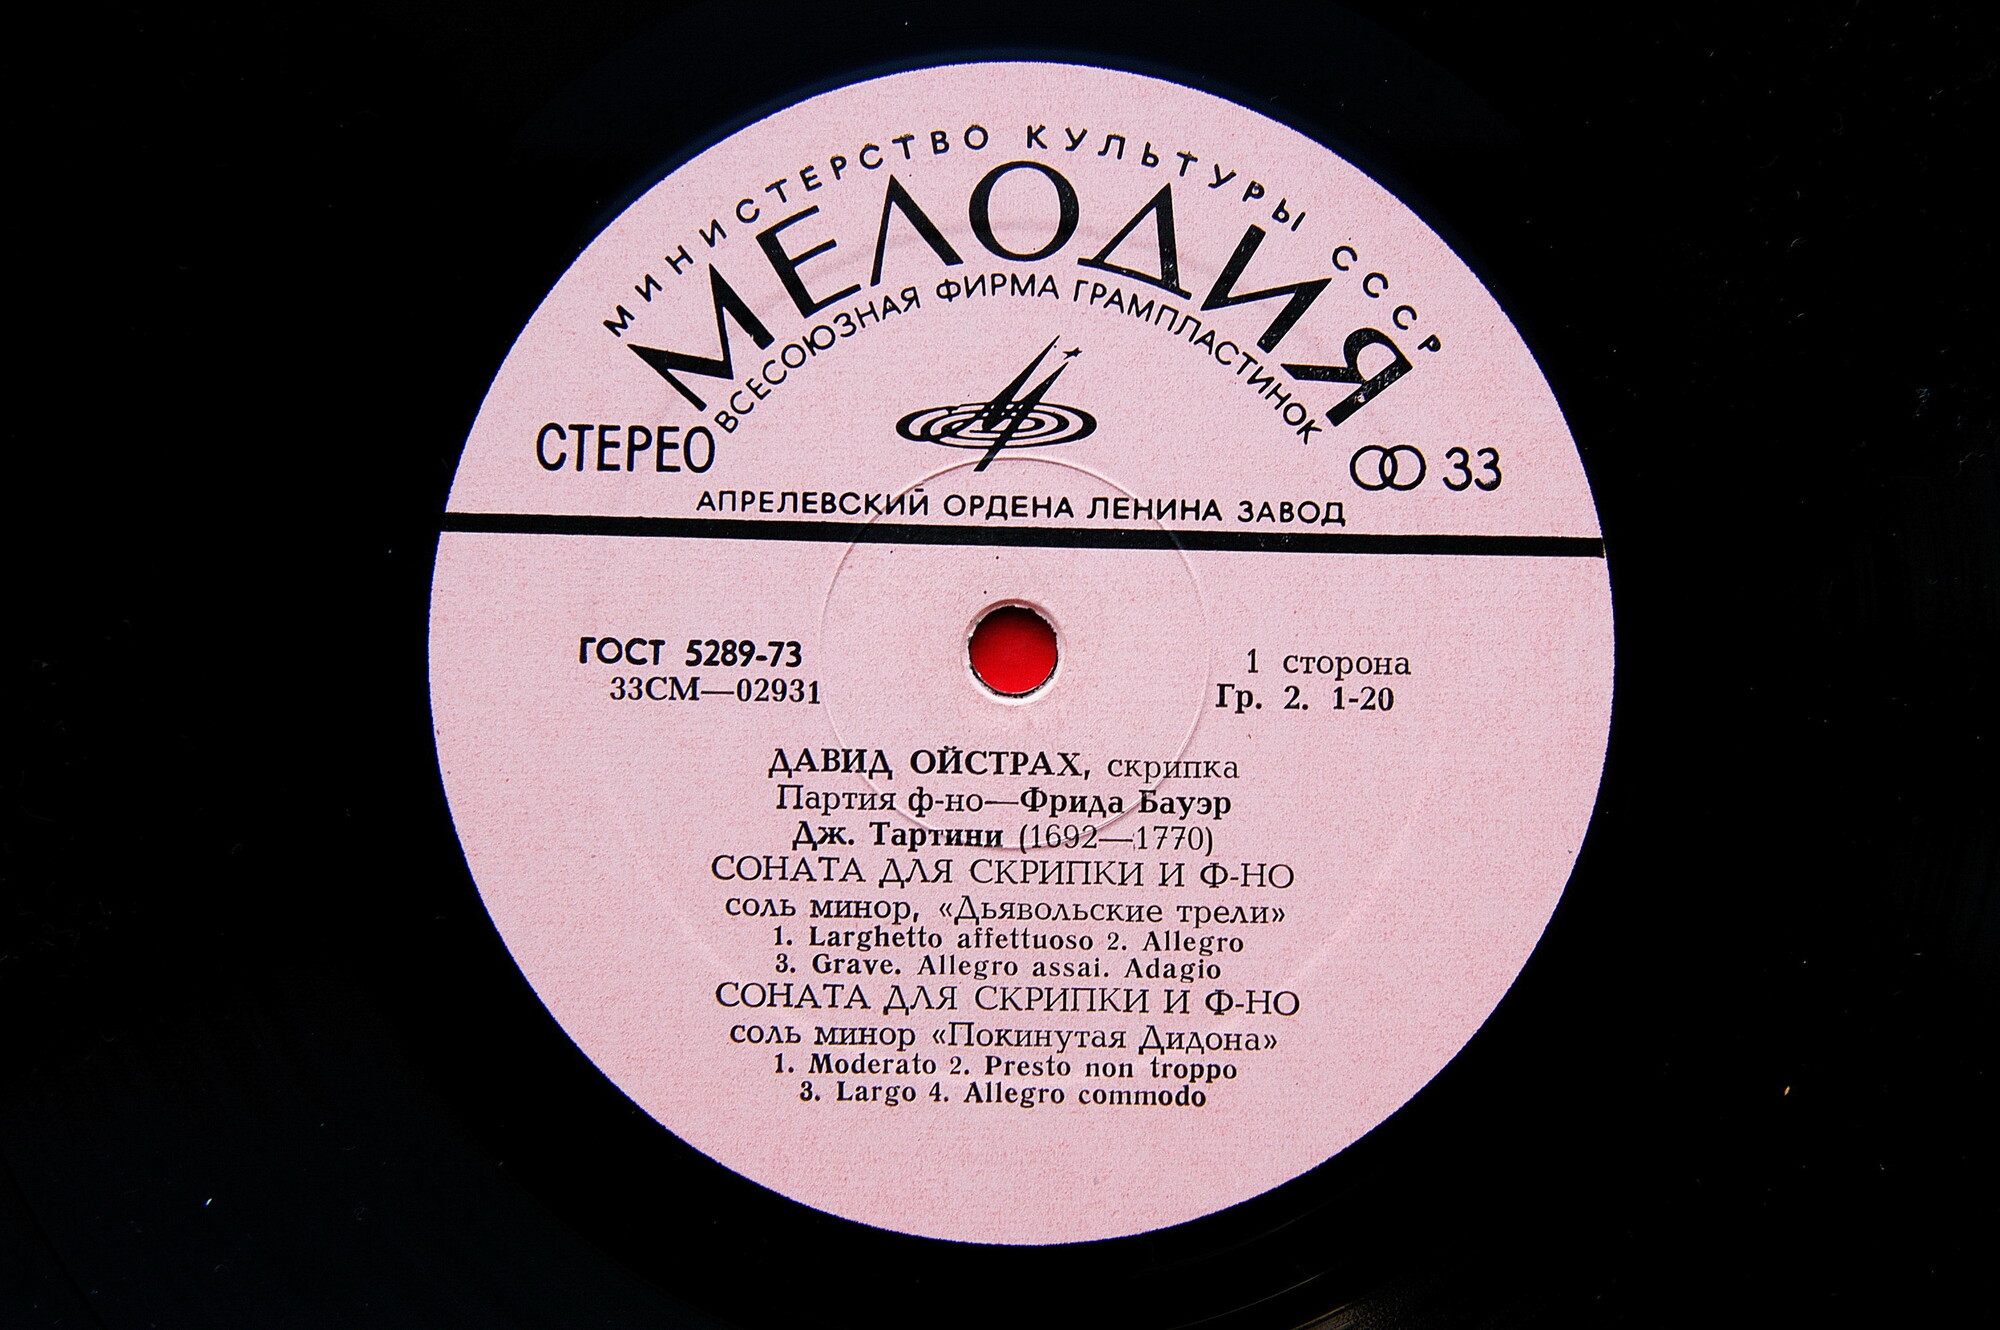 МИНИСТЕРСТВО КУЛЬТУРЫ СССР
МЕЛОДИЯ
ВСЕСОЮЗНАЯ ФИРМА ГРАМПЛАСТИНОК
СТЕРЕО
33
АПРЕЛЕВСКИЙ ОРДЕНА ЛЕНИНА ЗАВОД
ГОСТ 5289-73
33СМ—02931
1 сторона
Гр. 2. 1-20
ДАВИД ОЙСТРАХ, скрипка
Партия ф-но—Фрида Бауэр
Дж. Тартини (1692—1770)
СОНАТА ДЛЯ СКРИПКИ И Ф-НО
соль минор, «Дьявольские трели»
1. Larghetto affettuoso 2. Allegro
3. Grave. Allegro assai. Adagio
СОНАТА ДЛЯ СКРИПКИ И Ф-НО
соль минор «Покинутая Дидона»
1. Moderato 2. Presto non troppo
3. Largo 4. Allegro commodo